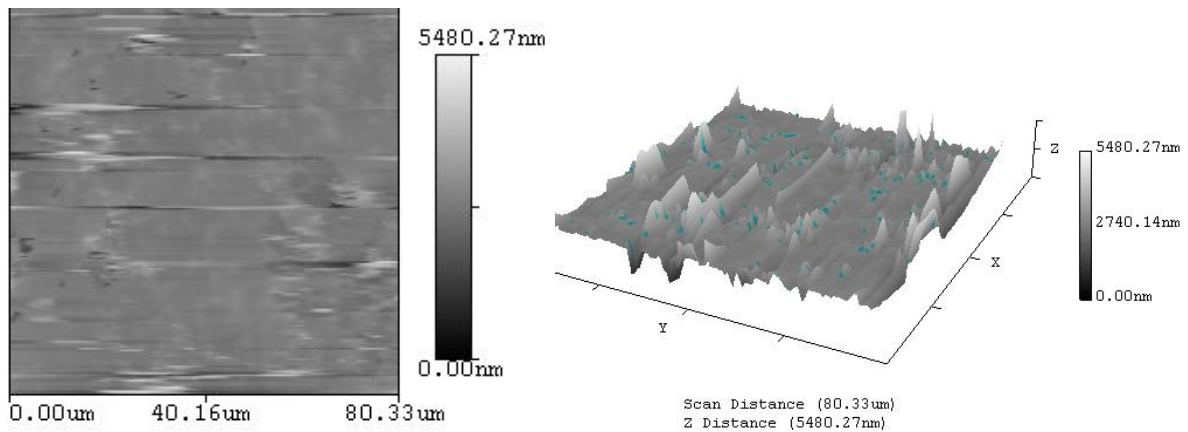 5480.27nm
0.00nm
0.00um 40.16um 80.33um
Z
5480.27nm
2740.14nm
X
0.00nm
Y
Scan Distance (80.33um)
Z Distance (5480.27nm)